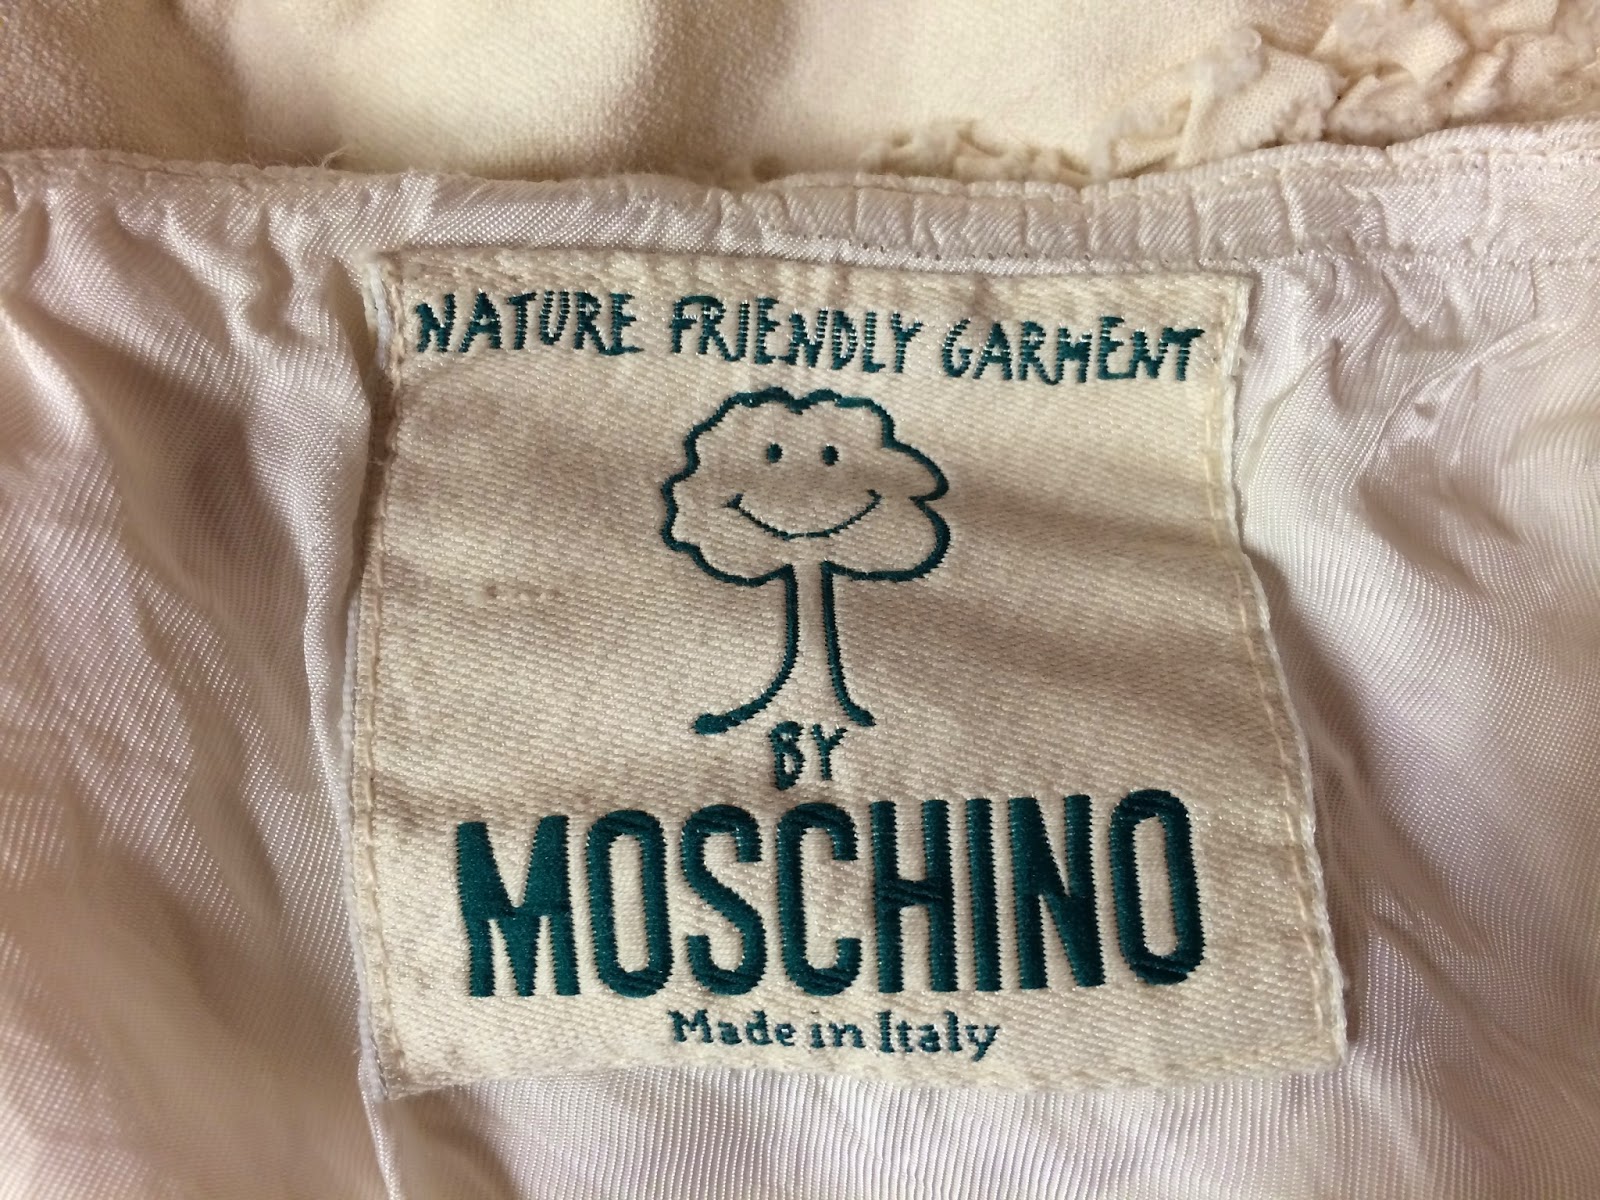 NATURE FRIENDLY GARMENT
BY
MOSCHINO
Made in Italy